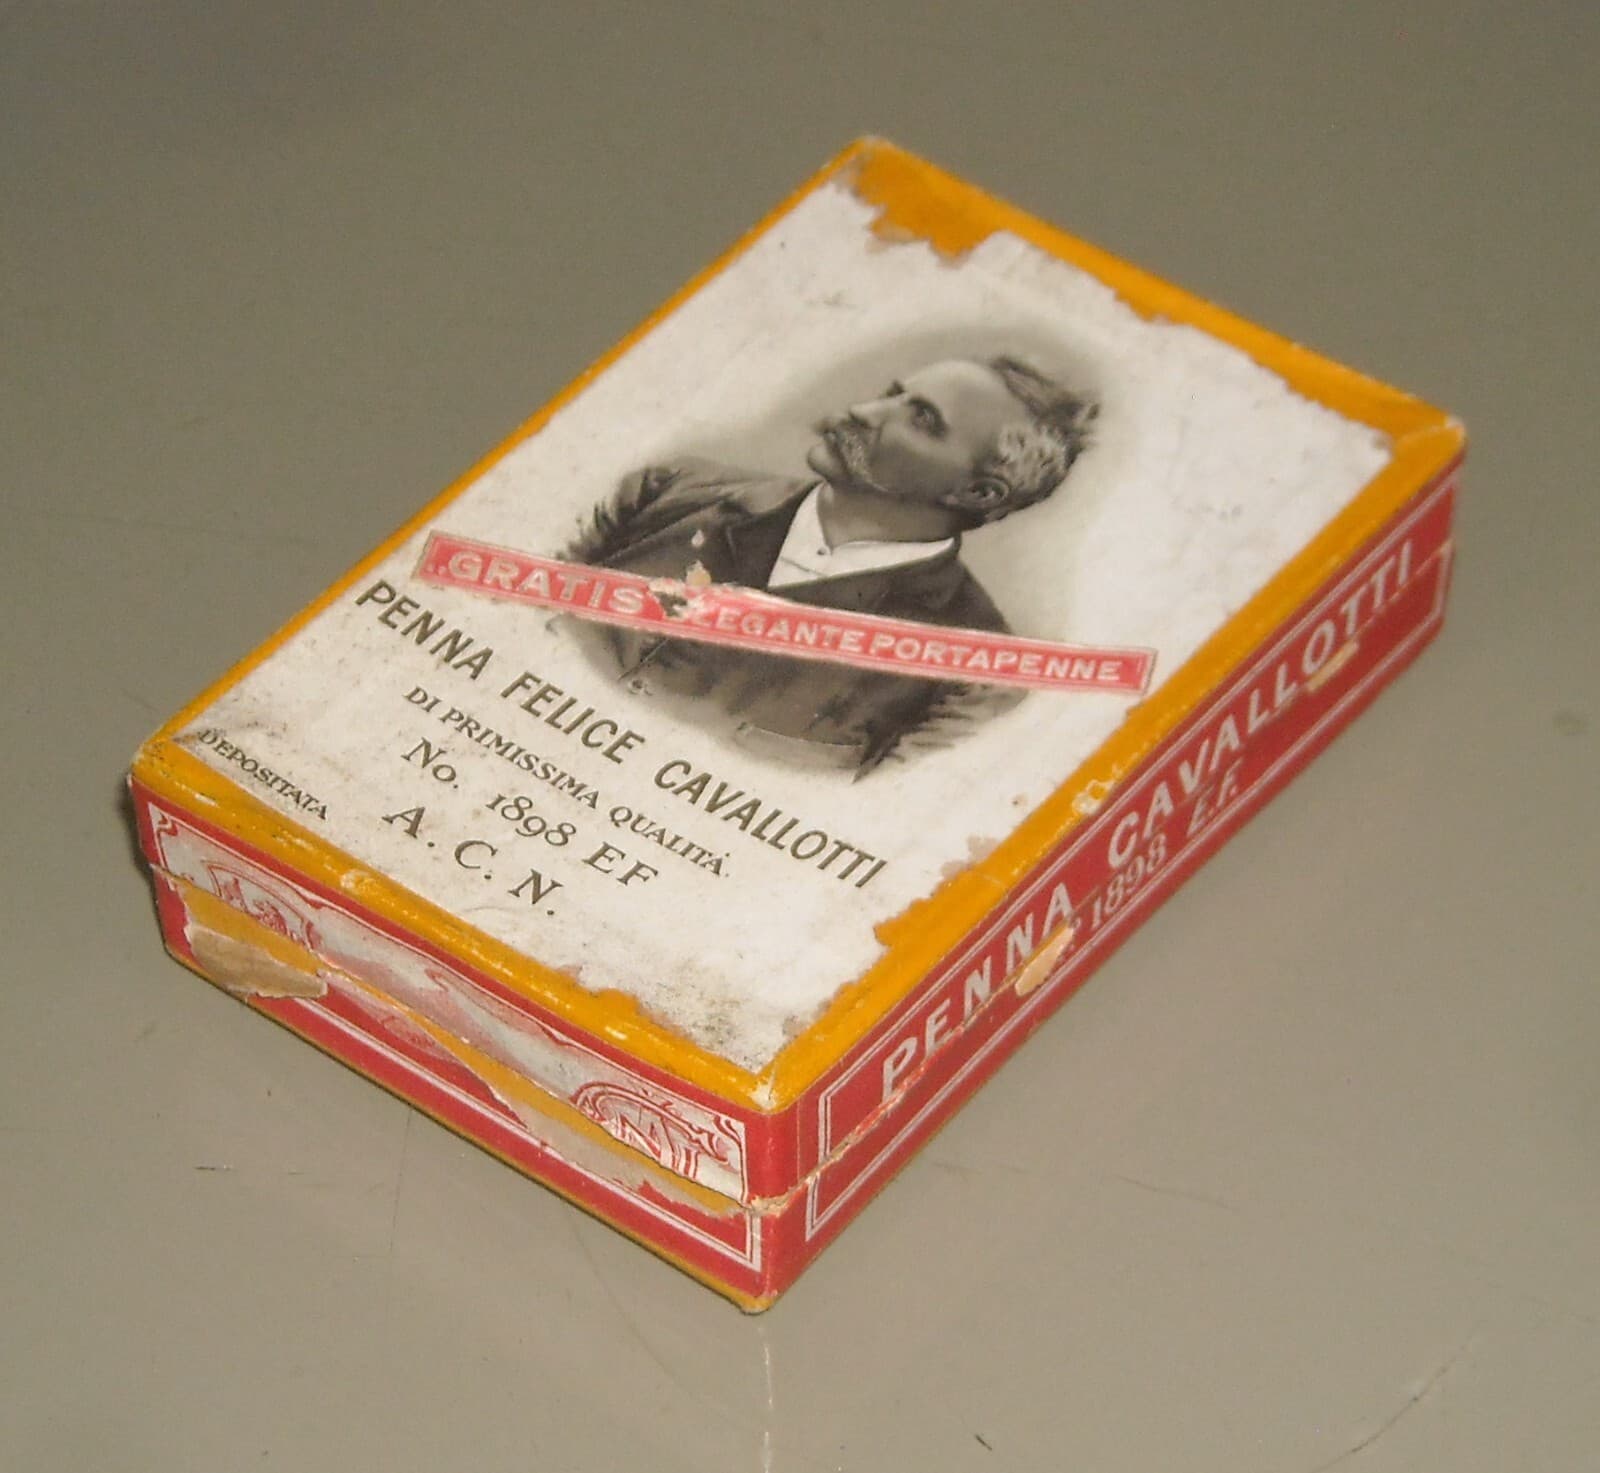 „GRATIS ELEGANTE PORTAPENNE
PENNA FELICE CAVALLOTTI
DI PRIMISSIMA QUALITÀ.
No. 1898 EF
DEPOSITATA
A. C. N.
PENNA CAVALLOTTI
1898 E.F.